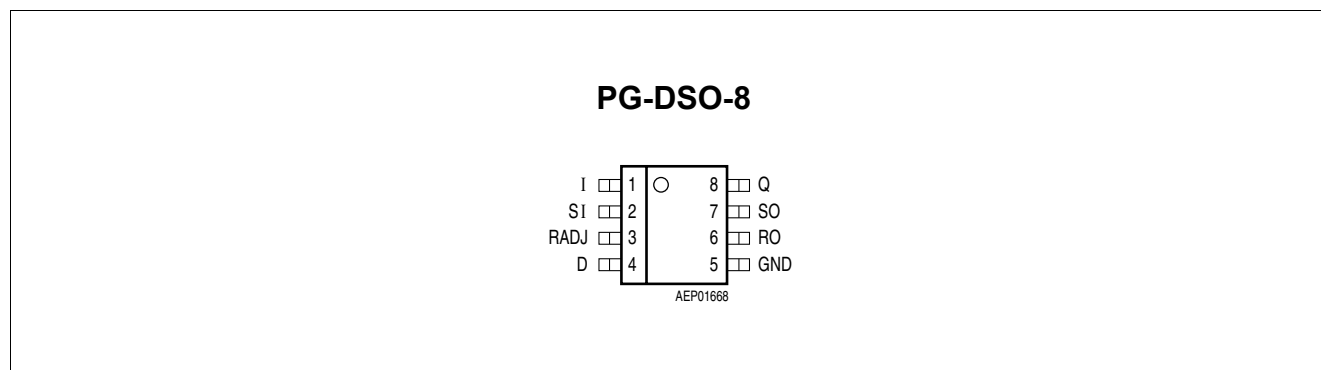 PG-DSO-8
I 1 8 Q
SI 2 7 SO
RADJ 3 6 RO
D 4 5 GND
AEP01668